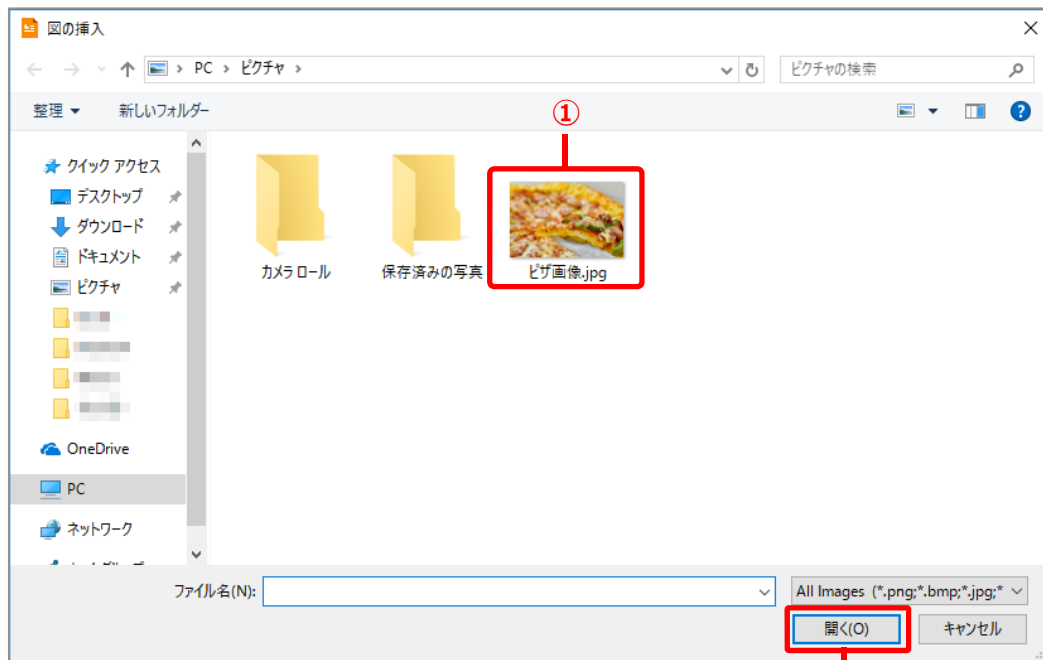 図の挿入
PC > ピクチャ >
ピクチャの検索
整理
新しいフォルダー
①
クイック アクセス
デスクトップ
ダウンロード
ドキュメント
ピクチャ
OneDrive
PC
ネットワーク
カメラ ロール
保存済みの写真
ピザ画像.jpg
ファイル名(N):
All Images (*.png;*.bmp;*.jpg;*
開く(O)
キャンセル